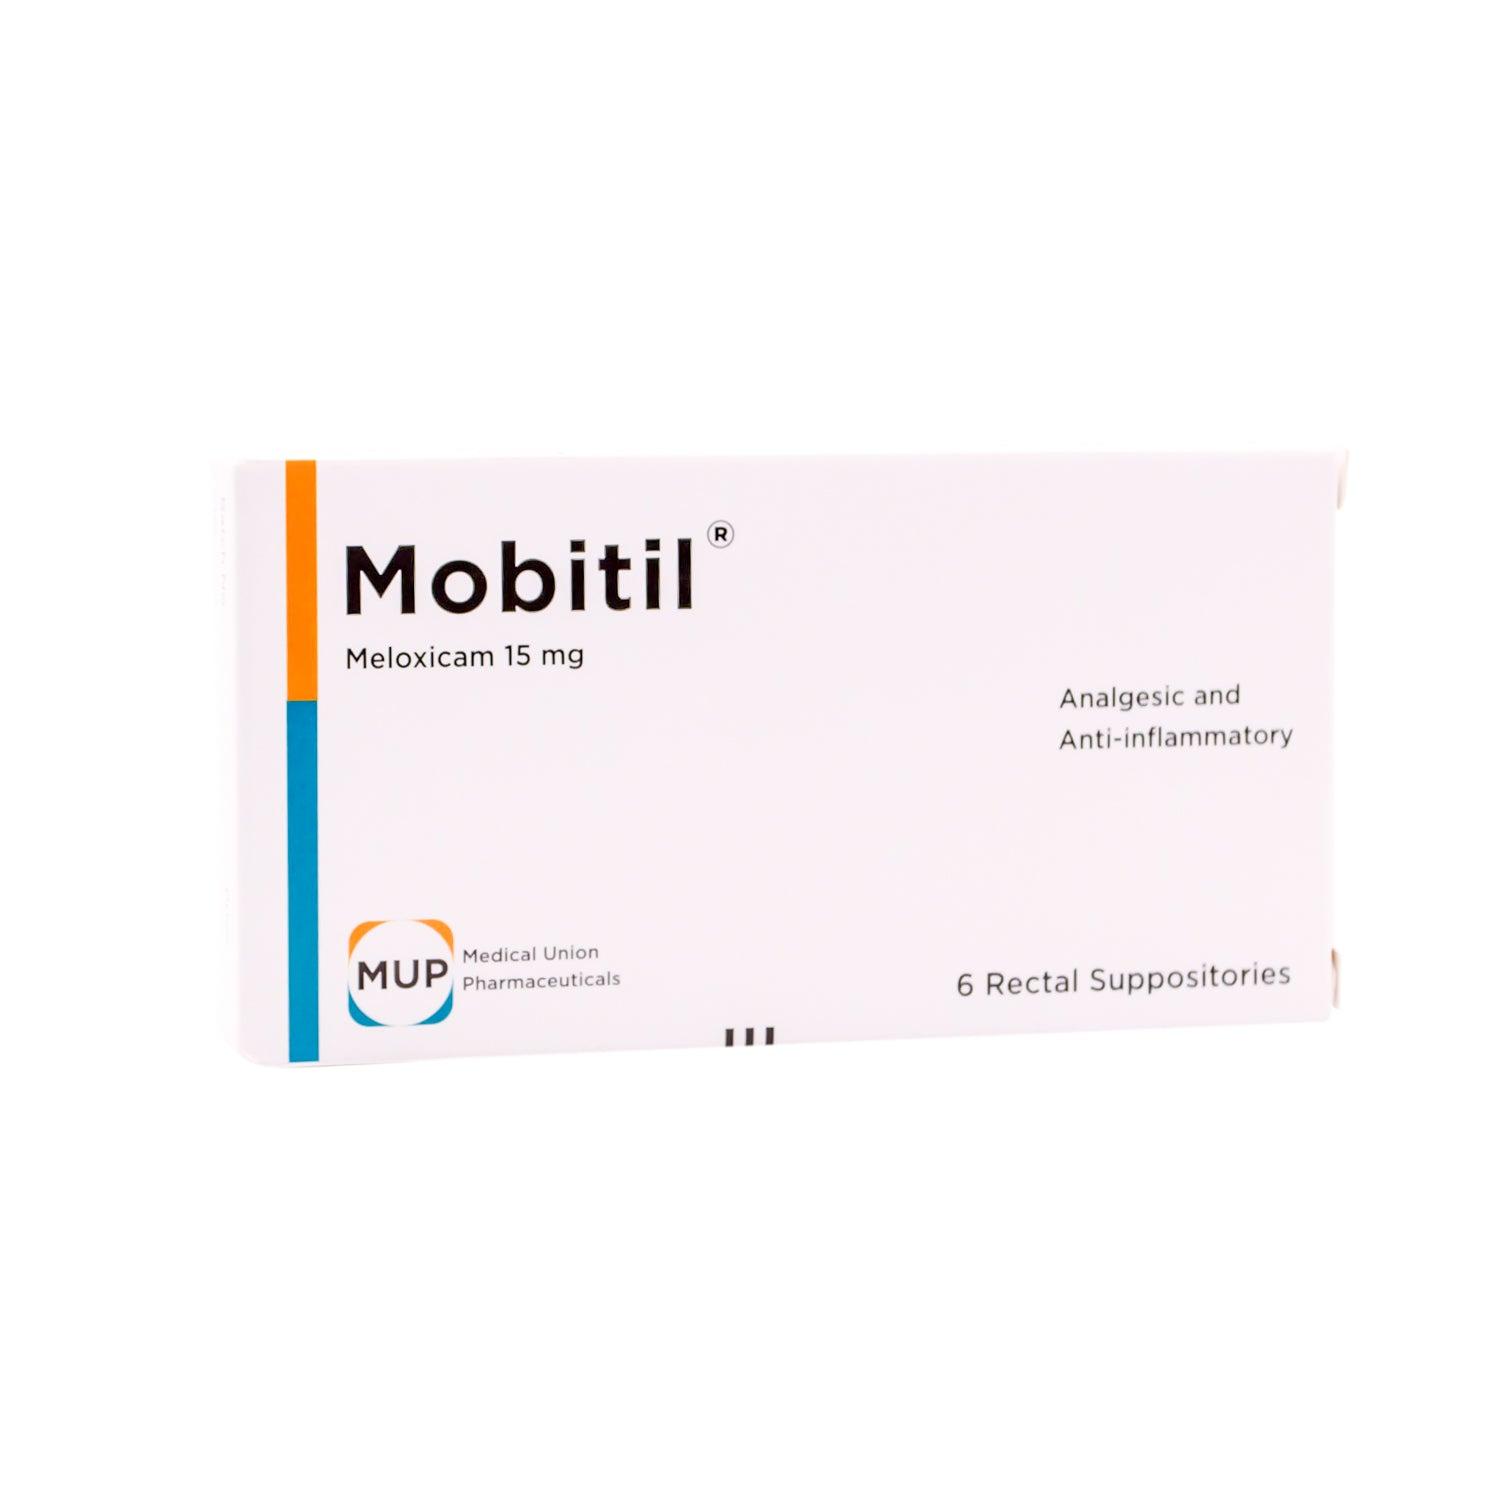 Mobitil®
Meloxicam 15 mg
Analgesic and
Anti-inflammatory
MUP
Medical Union
Pharmaceuticals
6 Rectal Suppositories